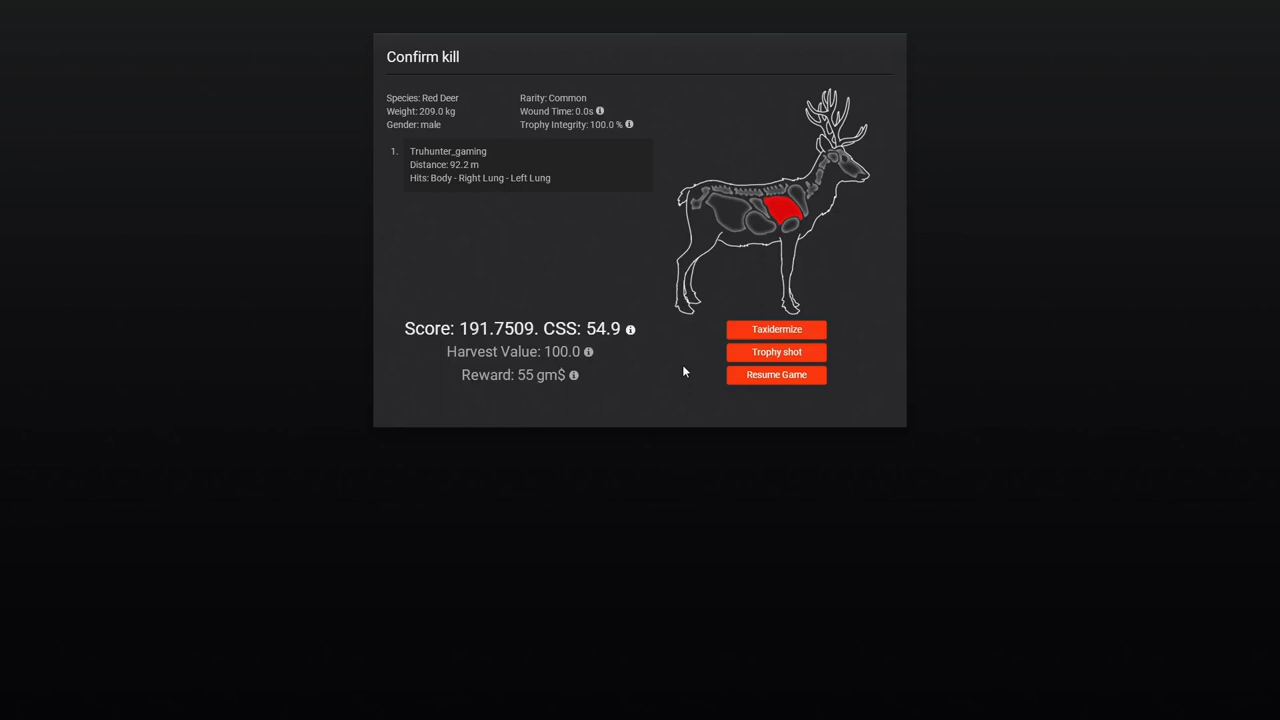 Confirm kill
Species: Red Deer
Weight: 209.0 kg
Gender: male
Rarity: Common
Wound Time: 0.0s
Trophy Integrity: 100.0 %
1.
Truhunter_gaming
Distance: 92.2 m
Hits: Body - Right Lung - Left Lung
Score: 191.7509. CSS: 54.9
Harvest Value: 100.0
Reward: 55 gm$
Taxidermize
Trophy shot
Resume Game